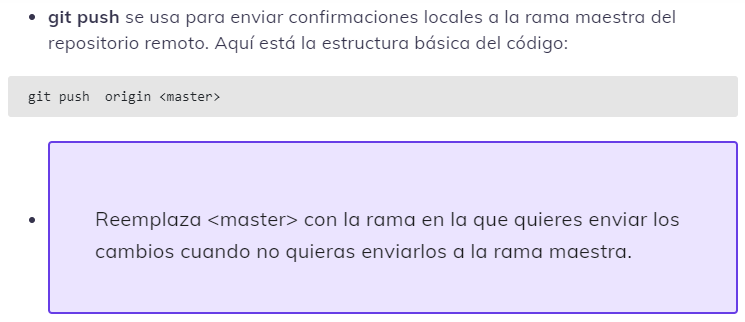 git push se usa para enviar confirmaciones locales a la rama maestra del
repositorio remoto. Aquí está la estructura básica del código:
git push  origin <master>
Reemplaza <master> con la rama en la que quieres enviar los
cambios cuando no quieras enviarlos a la rama maestra.